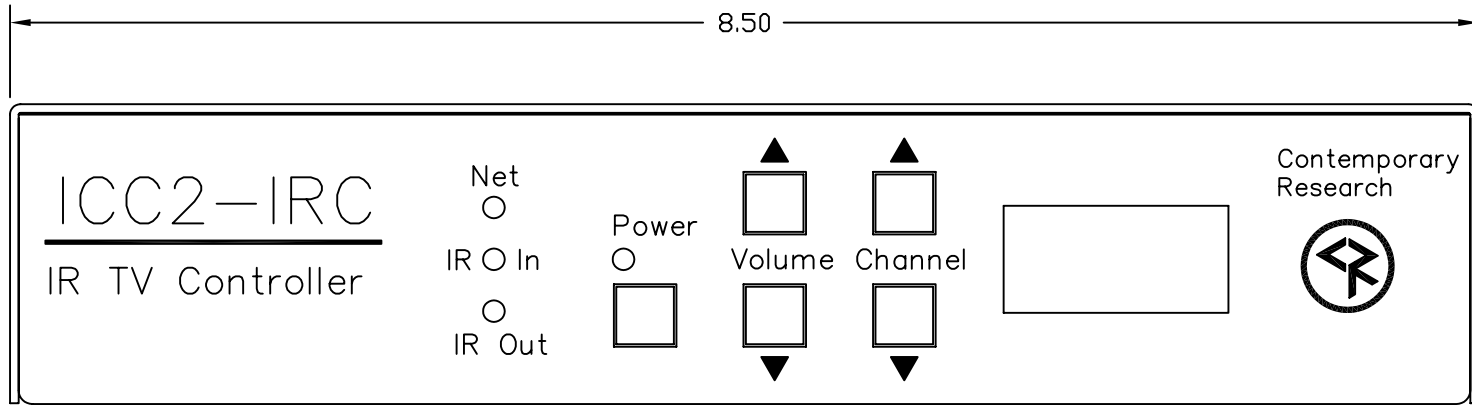 8.50
ICC2-IRC
IR TV Controller
Net
IR In
IR Out
Power
Volume
Channel
Contemporary
Research